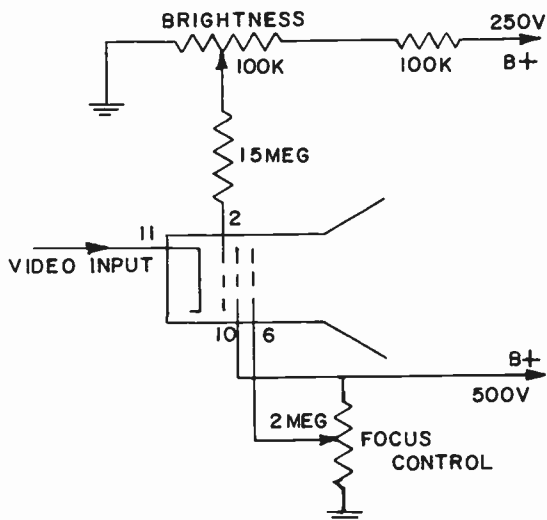 BRIGHTNESS
250V
100K
100K
B+
15MEG
2
11
VIDEO INPUT
10
6
B+
500V
2 MEG
FOCUS
CONTROL